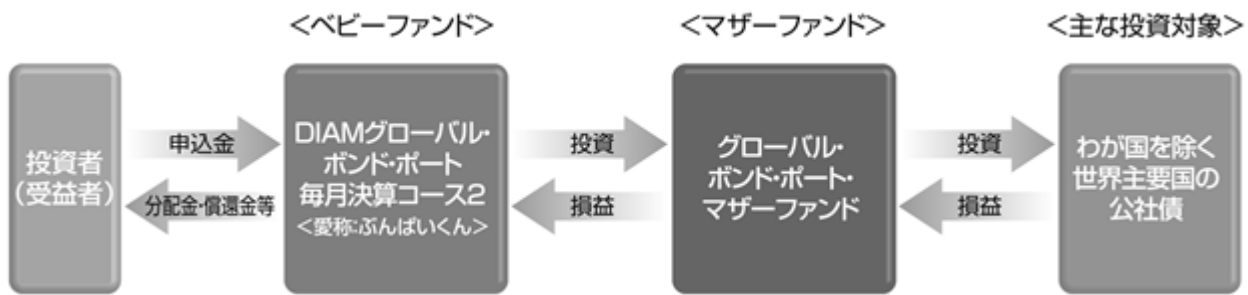 <ベビーファンド>
<マザーファンド>
<主な投資対象>
投資者
(受益者)
申込金
分配金・償還金等
DIAMグローバル・
ボンド・ポート
毎月決算コース2
<愛称:ぶんぱいくん>
投資
損益
グローバル・
ボンド・ポート・
マザーファンド
投資
損益
わが国を除く
世界主要国の
公社債